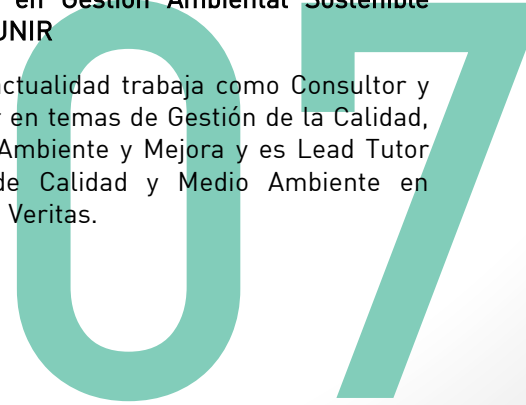 en Gestión Ambiental Sostenible
UNIR
actualidad trabaja como Consultor y
en temas de Gestión de la Calidad,
Ambiente y Mejora y es Lead Tutor
de Calidad y Medio Ambiente en
Veritas.
07